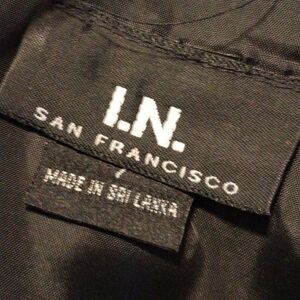 I.N.
SAN FRANCISCO
7
MADE IN SRI LANKA